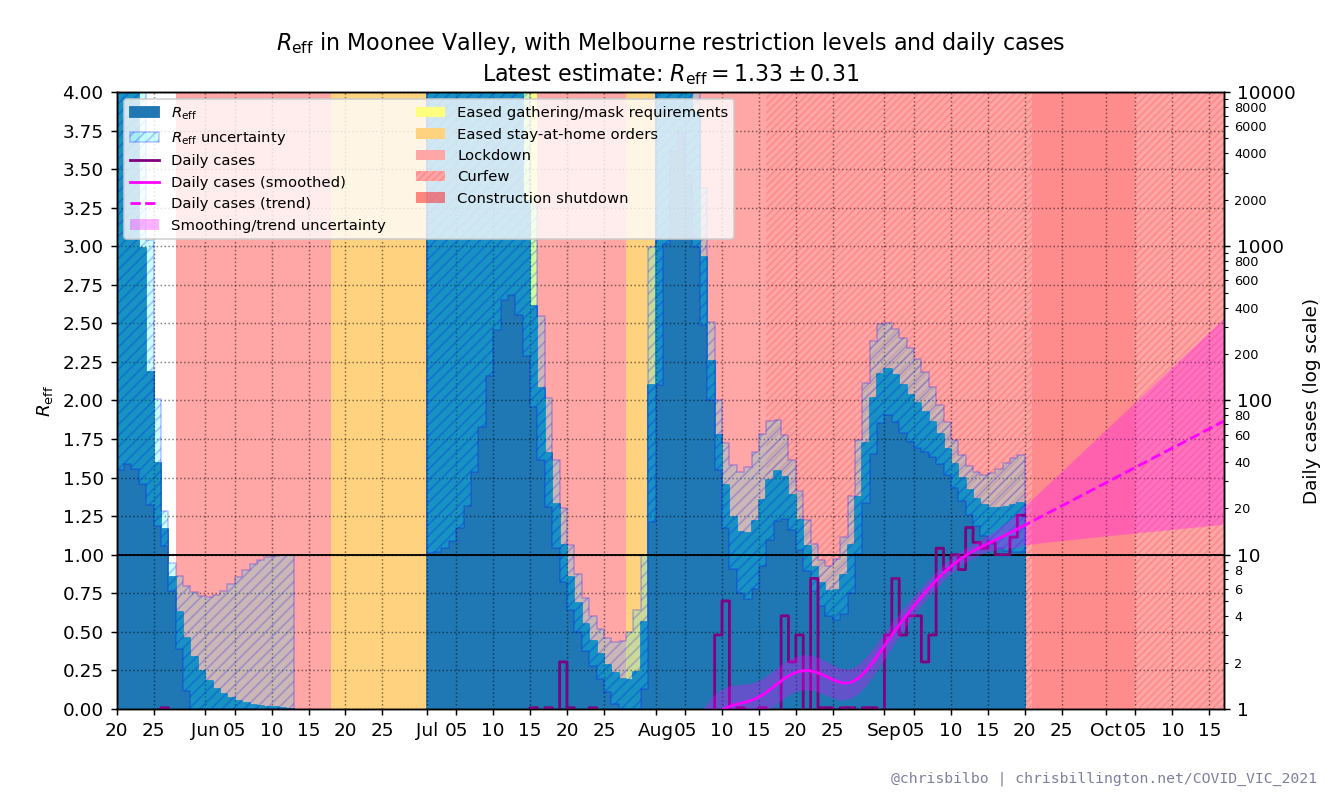 Reff in Moonee Valley, with Melbourne restriction levels and daily cases
Latest estimate: Reff = 1.33 ± 0.31
Reff
Reff uncertainty
Daily cases
Daily cases (smoothed)
Daily cases (trend)
Smoothing/trend uncertainty
Eased gathering/mask requirements
Eased stay-at-home orders
Lockdown
Curfew
Construction shutdown
Reff
4.00
3.75
3.50
3.25
3.00
2.75
2.50
2.25
2.00
1.75
1.50
1.25
1.00
0.75
0.50
0.25
0.00
10000
8000
6000
4000
2000
1000
800
600
400
200
100
80
60
40
20
10
8
6
4
2
1
Daily cases (log scale)
20 25 Jun 05 10 15 20 25 Jul 05 10 15 20 25 Aug 05 10 15 20 25 Sep 05 10 15 20 25 Oct 05 10 15
@chrisbilbo | chrisbillington.net/COVID_VIC_2021